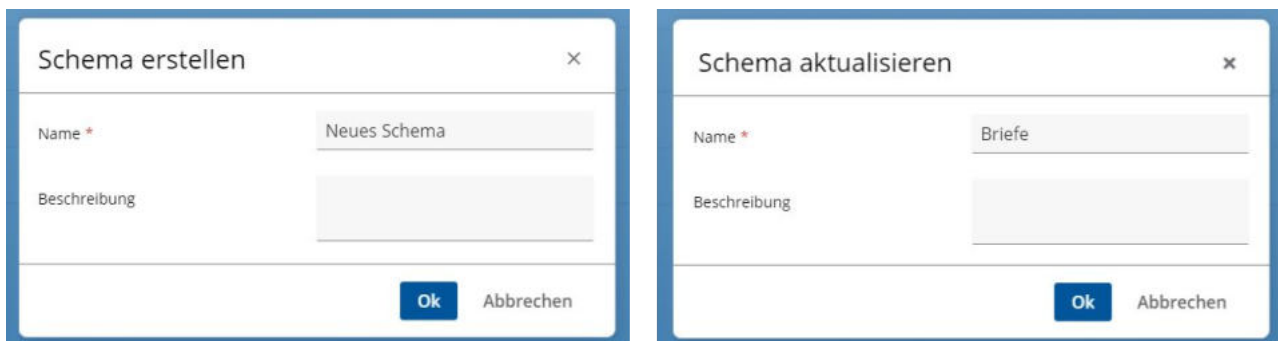 Schema erstellen ×
Name * Neues Schema
Beschreibung
Ok Abbrechen
Schema aktualisieren ×
Name * Briefe
Beschreibung
Ok Abbrechen